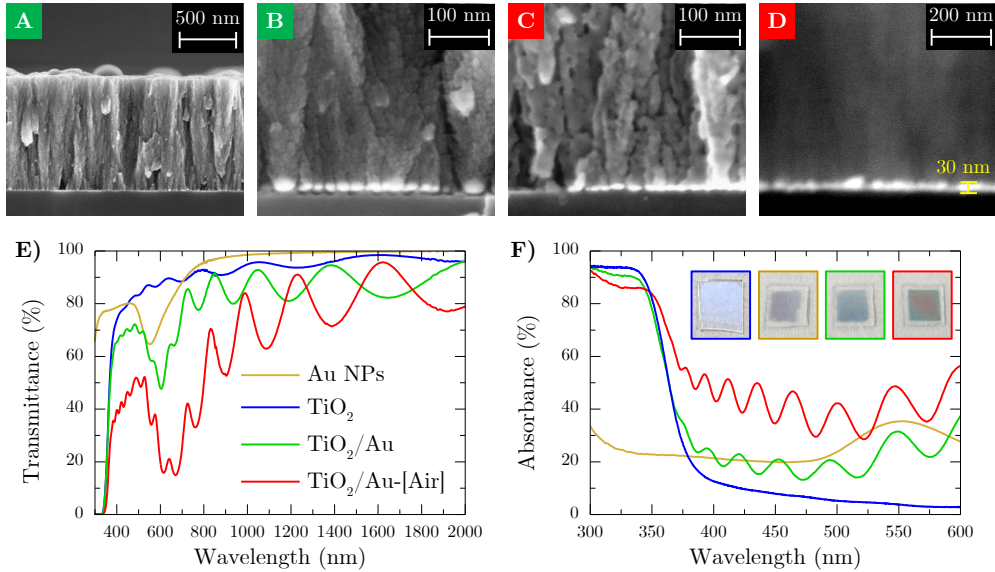 A
500 nm
B
100 nm
C
100 nm
D
200 nm
30 nm
E)
Transmittance (%)
100
80
60
40
20
0
Au NPs
TiO₂
TiO₂/Au
TiO₂/Au-[Air]
400 600 800 1000 1200 1400 1600 1800 2000
Wavelength (nm)
F)
Absorbance (%)
100
80
60
40
20
0
300 350 400 450 500 550 600
Wavelength (nm)